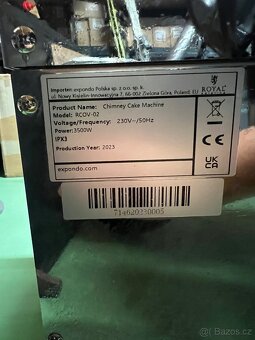 Importer: expondo Polska sp. z o.o. sp. k.
ul. Nowy Kisielin-Innowacyjna 7, 66-002 Zielona Góra, Poland, EU
ROYAL
Product Name: Chimney Cake Machine
Model: RCOV-02
Voltage/Frequency: 230V~/50Hz
Power:3500W
IPX3
Production Year: 2023
CE
UK
CA
expondo.com
Sbazos.cz